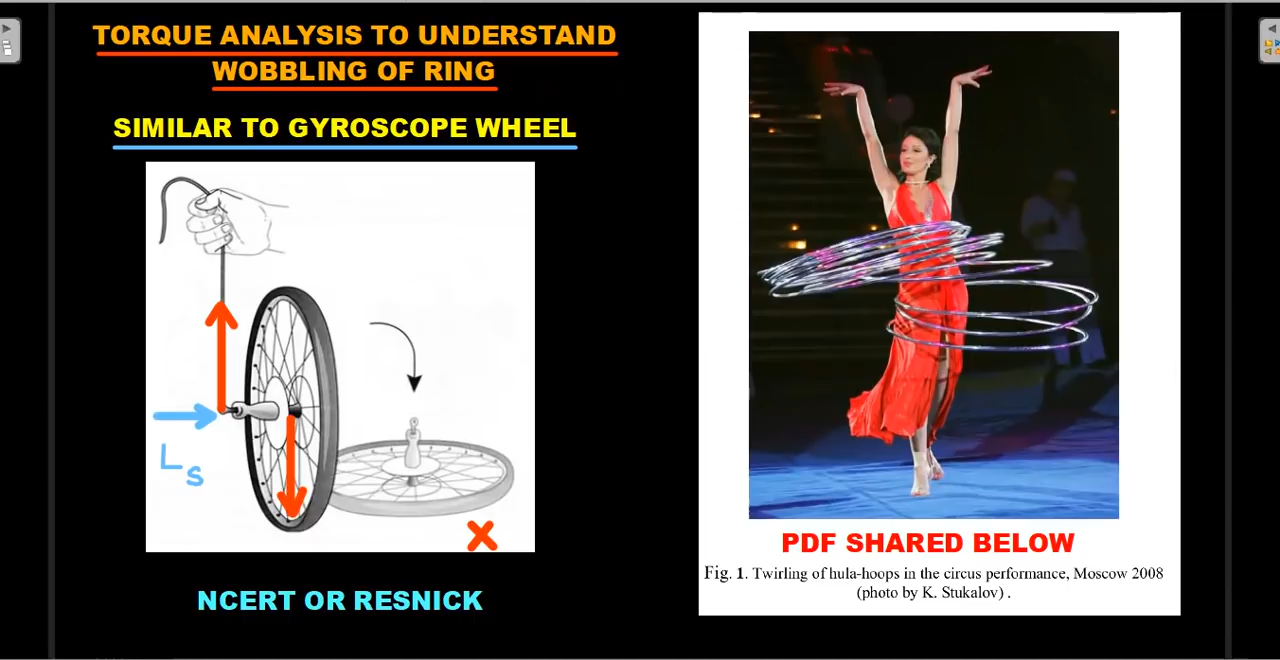 TORQUE ANALYSIS TO UNDERSTAND
WOBBLING OF RING
SIMILAR TO GYROSCOPE WHEEL
Ls
NCERT OR RESNICK
PDF SHARED BELOW
Fig. 1. Twirling of hula-hoops in the circus performance, Moscow 2008
(photo by K. Stukalov) .